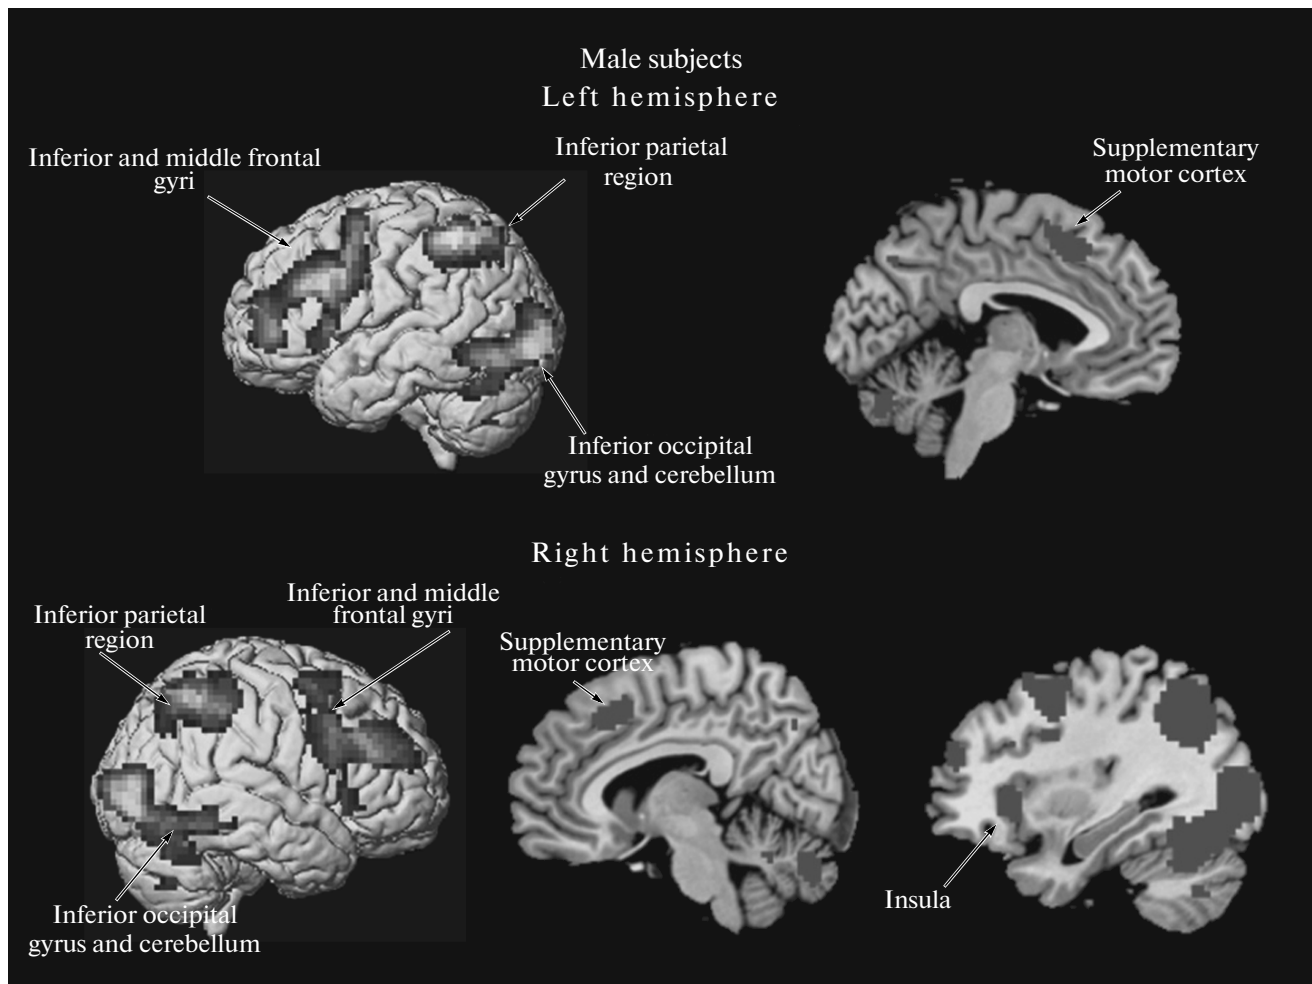 Male subjects
Left hemisphere
Inferior and middle frontal
gyri
Inferior parietal
region
Supplementary
motor cortex
Inferior occipital
gyrus and cerebellum
Right hemisphere
Inferior parietal
region
Inferior and middle
frontal gyri
Supplementary
motor cortex
Insula
Inferior occipital
gyrus and cerebellum